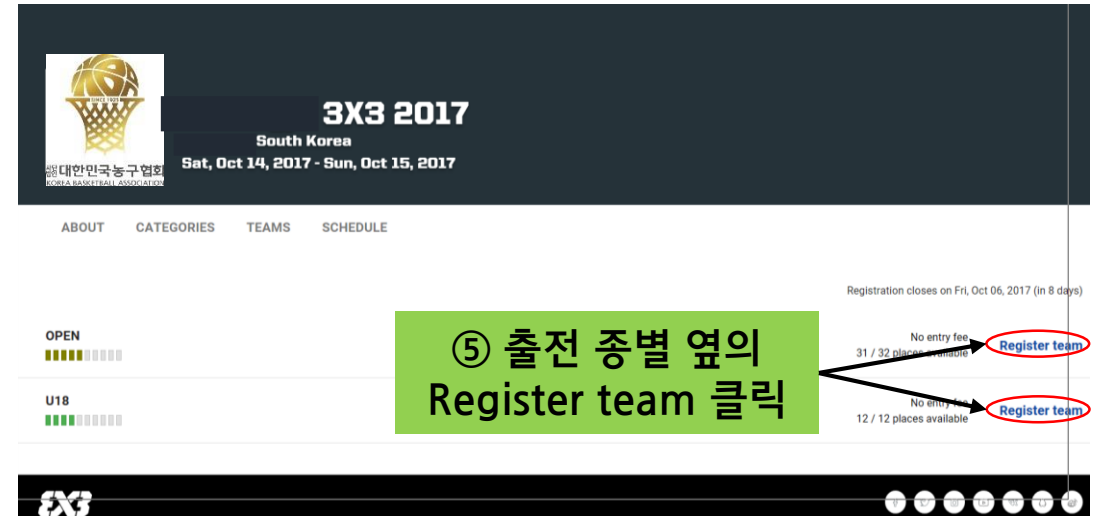 SINCE 1905
3X3 2017
South Korea
Sat, Oct 14, 2017 - Sun, Oct 15, 2017
대한민국농구협회
KOREA BASKETBALL ASSOCIATION
ABOUT CATEGORIES TEAMS SCHEDULE
Registration closes on Fri, Oct 06, 2017 (in 8 days)
OPEN
No entry fee
31 / 32 places available
Register team
⑤ 출전 종별 옆의
Register team 클릭
U18
No entry fee
12 / 12 places available
Register team
3X3